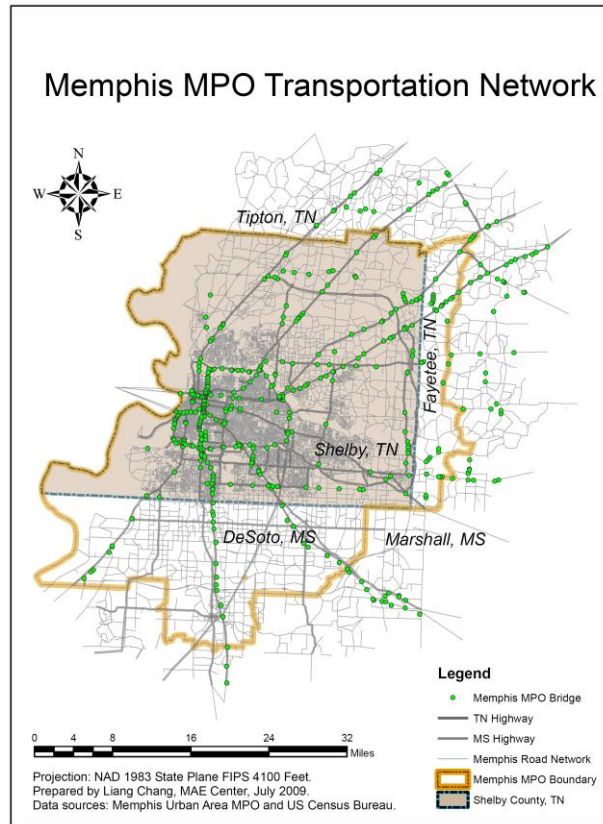 Memphis MPO Transportation Network
N
W
E
S
Tipton, TN
Fayetee, TN
Shelby, TN
DeSoto, MS
Marshall, MS
Legend
Memphis MPO Bridge
TN Highway
MS Highway
Memphis Road Network
Memphis MPO Boundary
Shelby County, TN
0 4 8 16 24 32
Miles
Projection: NAD 1983 State Plane FIPS 4100 Feet.
Prepared by Liang Chang, MAE Center, July 2009.
Data sources: Memphis Urban Area MPO and US Census Bureau.